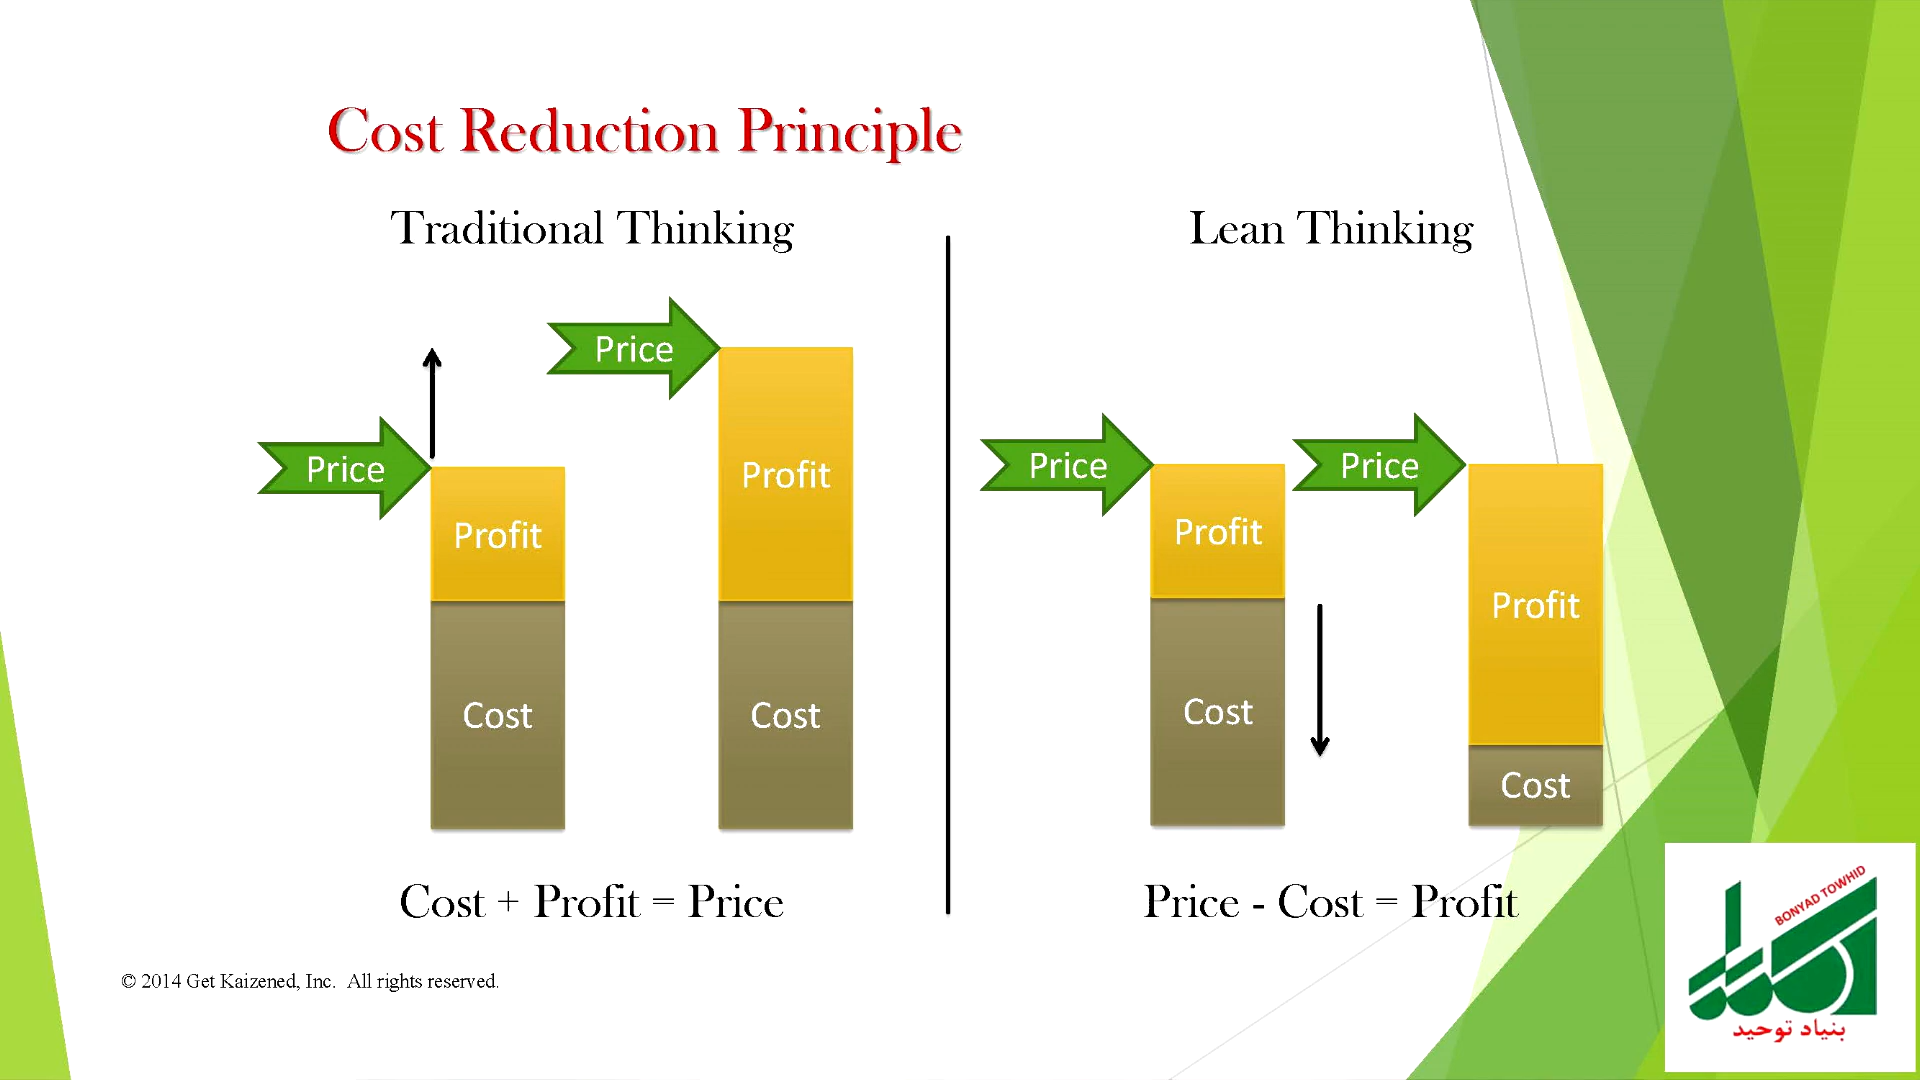 Cost Reduction Principle
Traditional Thinking
Price
Profit
Cost
Price
Profit
Cost
Cost + Profit = Price
Lean Thinking
Price
Profit
Cost
Price
Profit
Cost
Price - Cost = Profit
© 2014 Get Kaizened, Inc. All rights reserved.
BONYAD TOWHID
بنیاد توحید